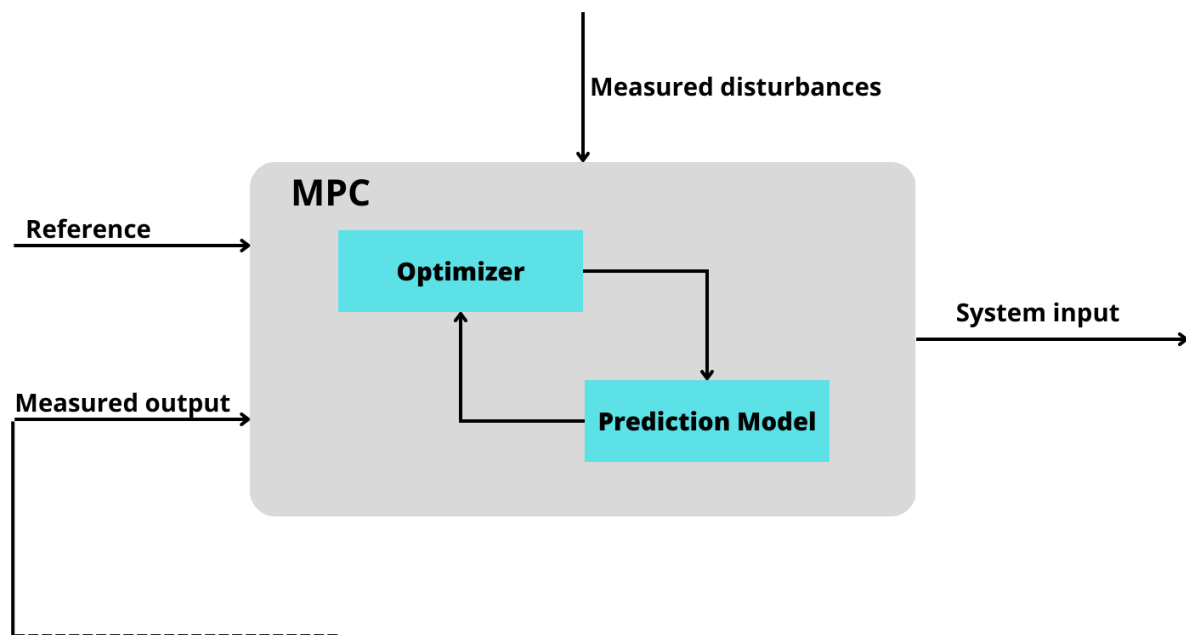 Measured disturbances
MPC
Reference
Optimizer
System input
Measured output
Prediction Model